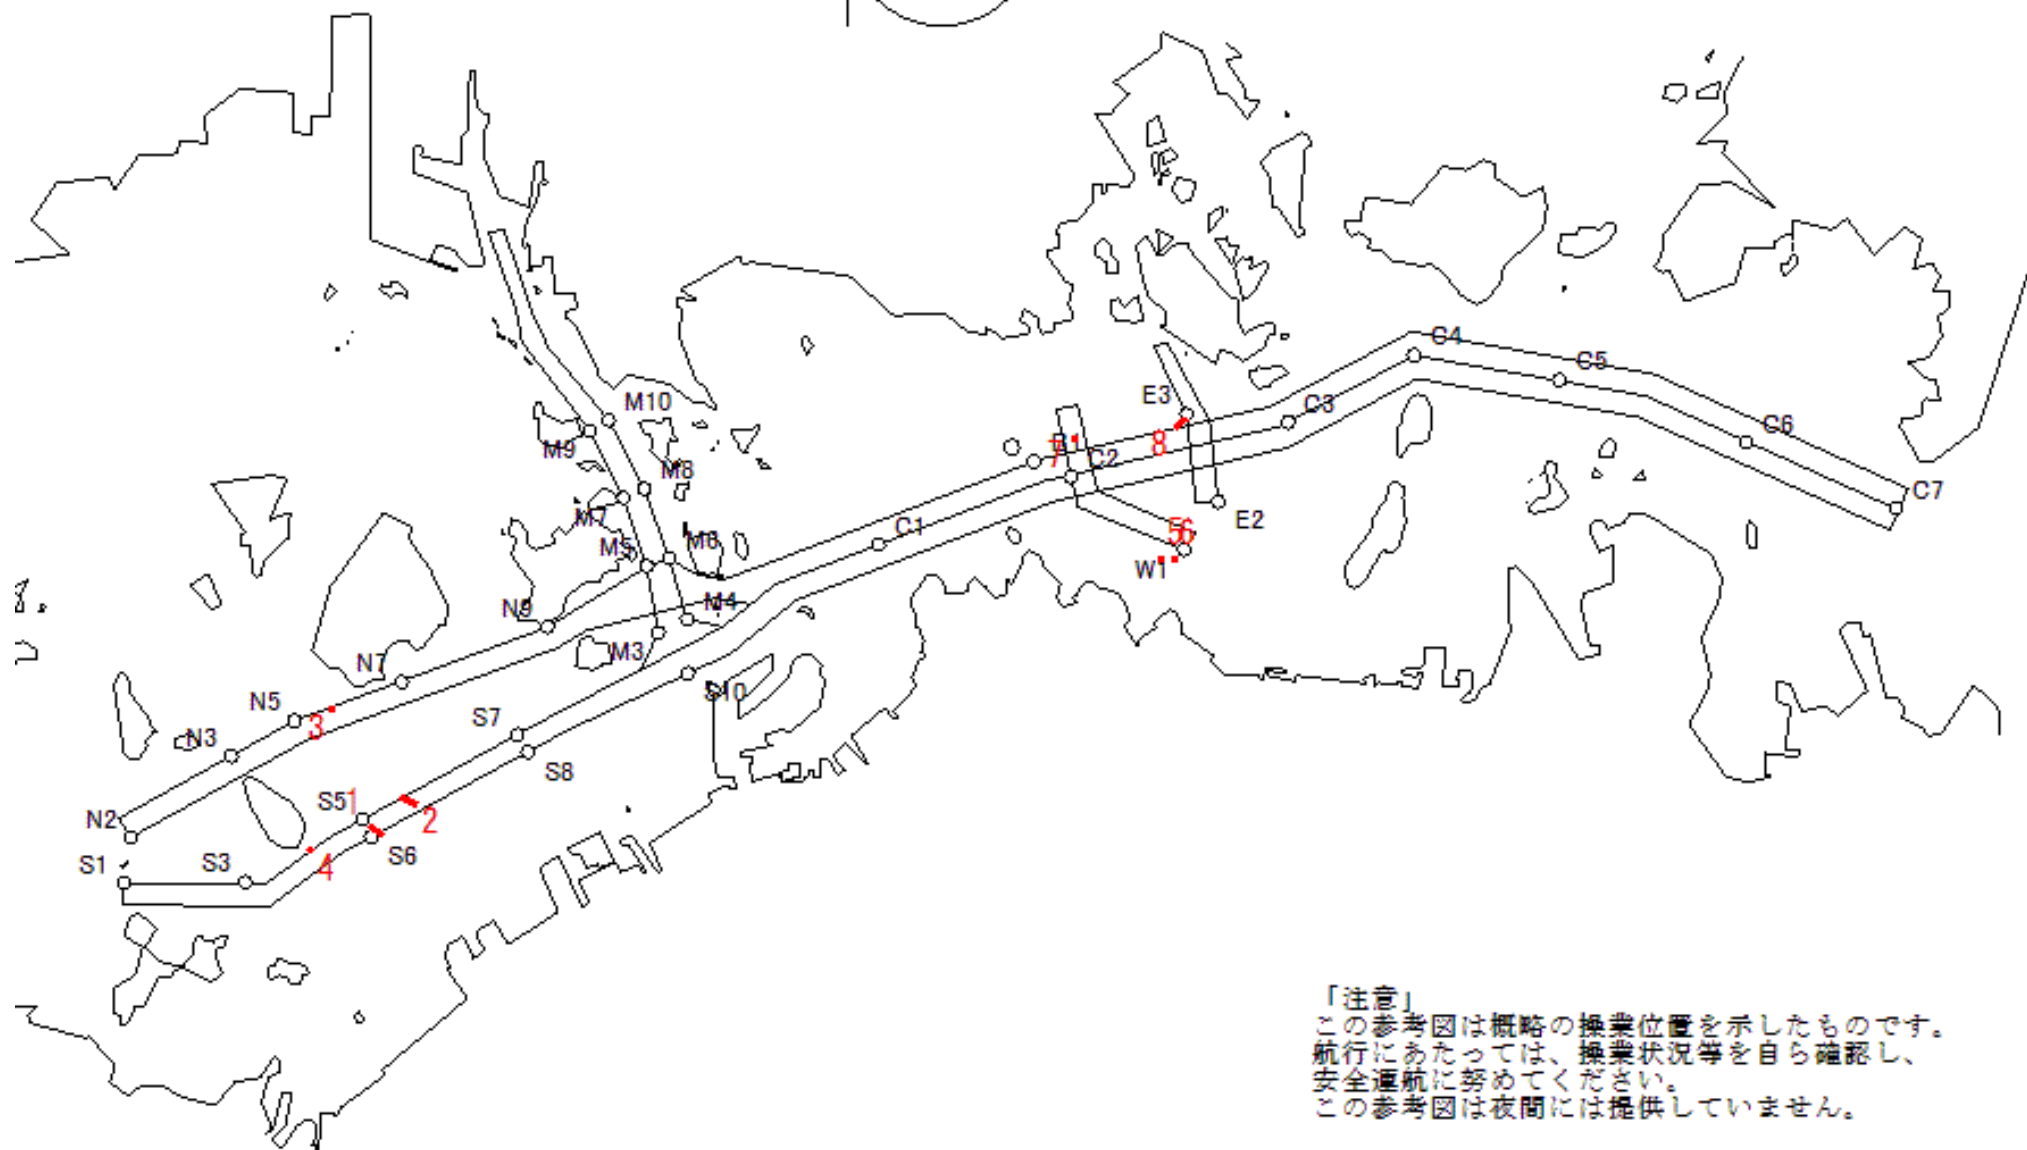 C4
C5
E3
M10
C3
C6
7
8
M9
C2
M8
C7
M7
E2
C1
56
M5
M6
W1
N9
M4
M3
N7
S10
N5
3
S7
N3
S8
S5
1
N2
2
S6
S1
S3
4
「注意」
この参考図は概略の操業位置を示したものです。
航行にあたっては、操業状況等を自ら確認し、
安全運航に努めてください。
この参考図は夜間には提供していません。